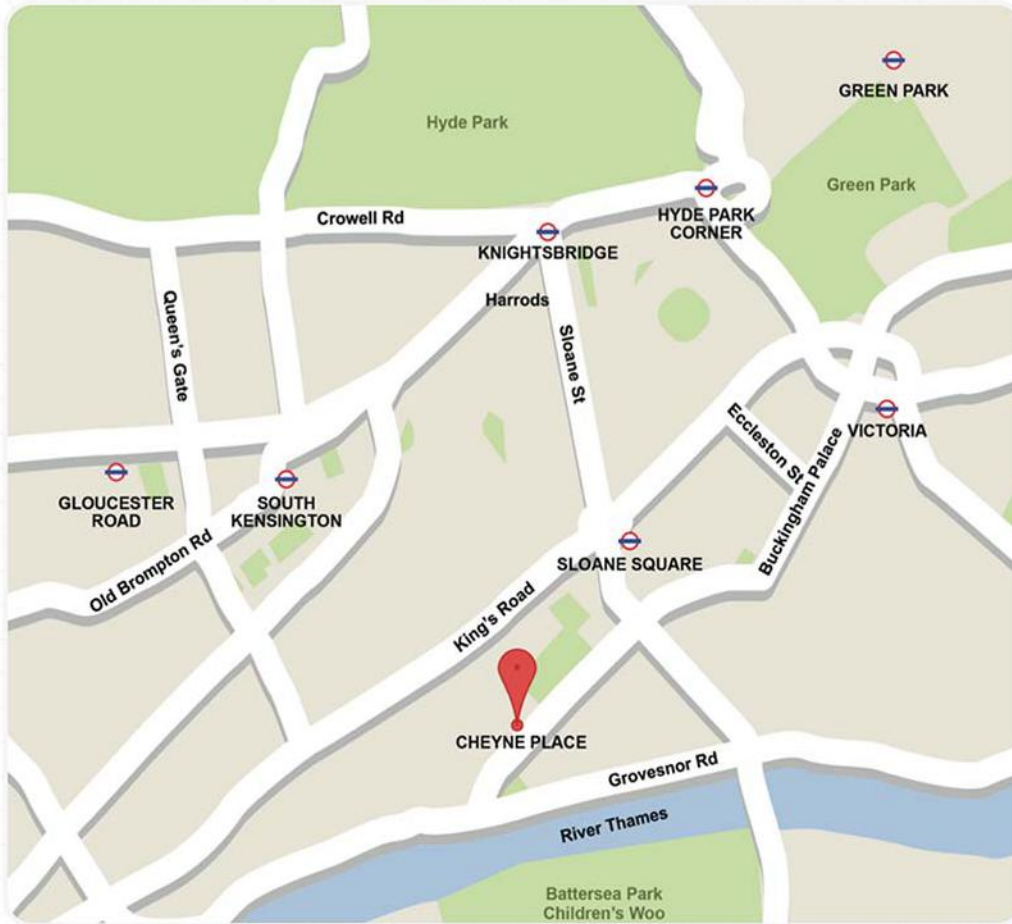 GREEN PARK
Hyde Park
Green Park
Crowell Rd
HYDE PARK
CORNER
KNIGHTSBRIDGE
Harrods
Queen's Gate
Sloane St
Eccleston St
VICTORIA
Buckingham Palace
GLOUCESTER
ROAD
SOUTH
KENSINGTON
Old Brompton Rd
SLOANE SQUARE
King's Road
CHEYNE PLACE
Grovesnor Rd
River Thames
Battersea Park
Children's Woo